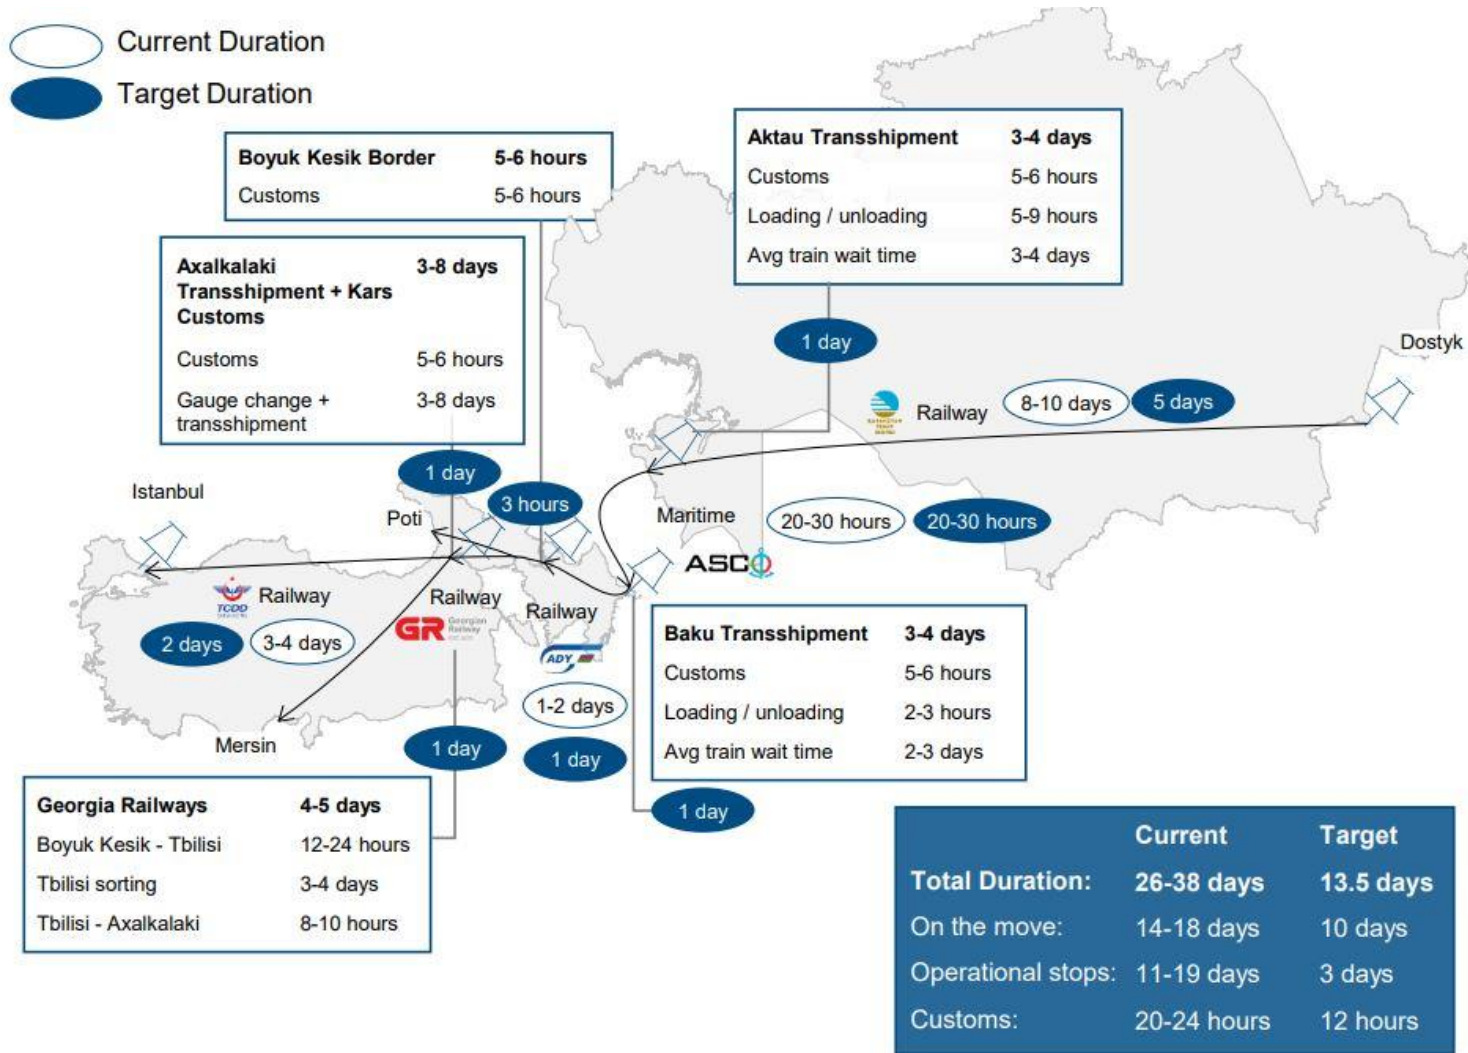 Current Duration
Target Duration
Boyuk Kesik Border 5-6 hours
Customs 5-6 hours
Aktau Transshipment 3-4 days
Customs 5-6 hours
Loading / unloading 5-9 hours
Avg train wait time 3-4 days
Axalkalaki 3-8 days
Transshipment + Kars
Customs
Customs 5-6 hours
Gauge change + 3-8 days
transshipment
1 day
Dostyk
Railway 8-10 days 5 days
1 day
Istanbul
3 hours
Poti
Maritime 20-30 hours 20-30 hours
ASCO
TCDD
Railway
2 days 3-4 days
Railway
GR Georgian
Railway
Railway
ADY
1-2 days
1 day
Mersin
1 day
Baku Transshipment 3-4 days
Customs 5-6 hours
Loading / unloading 2-3 hours
Avg train wait time 2-3 days
1 day
Georgia Railways 4-5 days
Boyuk Kesik - Tbilisi 12-24 hours
Tbilisi sorting 3-4 days
Tbilisi - Axalkalaki 8-10 hours
Current Target
Total Duration: 26-38 days 13.5 days
On the move: 14-18 days 10 days
Operational stops: 11-19 days 3 days
Customs: 20-24 hours 12 hours